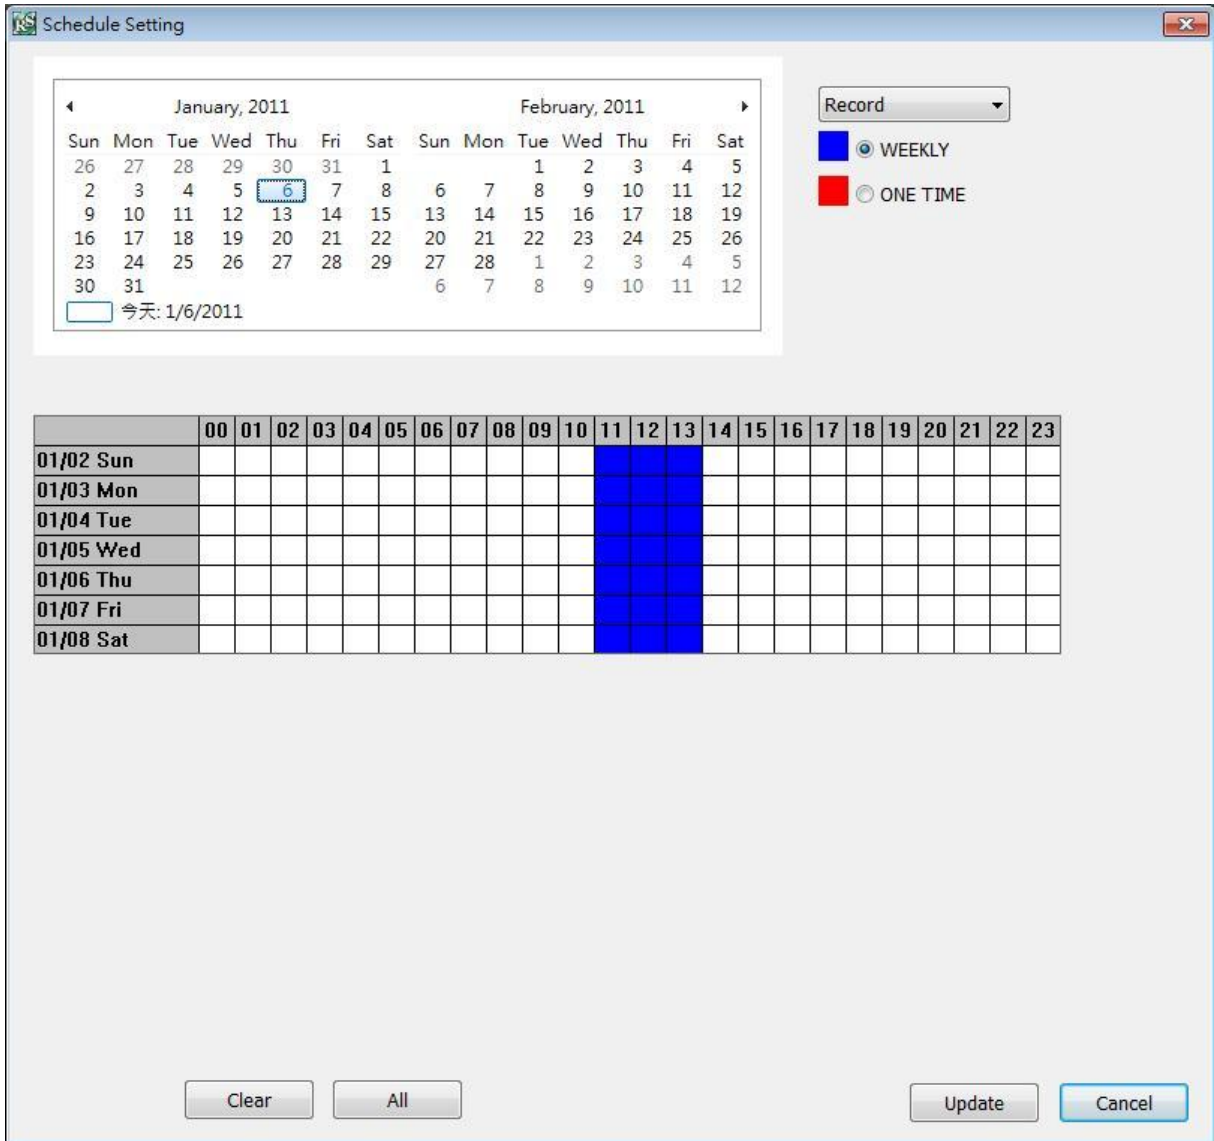 Schedule Setting
January, 2011 February, 2011
Sun Mon Tue Wed Thu Fri Sat Sun Mon Tue Wed Thu Fri Sat
26 27 28 29 30 31 1 1 2 3 4 5
2 3 4 5 6 7 8 6 7 8 9 10 11 12
9 10 11 12 13 14 15 13 14 15 16 17 18 19
16 17 18 19 20 21 22 20 21 22 23 24 25 26
23 24 25 26 27 28 29 27 28 1 2 3 4 5
30 31 6 7 8 9 10 11 12
今天: 1/6/2011
Record
WEEKLY
ONE TIME
00 01 02 03 04 05 06 07 08 09 10 11 12 13 14 15 16 17 18 19 20 21 22 23
01/02 Sun
01/03 Mon
01/04 Tue
01/05 Wed
01/06 Thu
01/07 Fri
01/08 Sat
Clear All Update Cancel